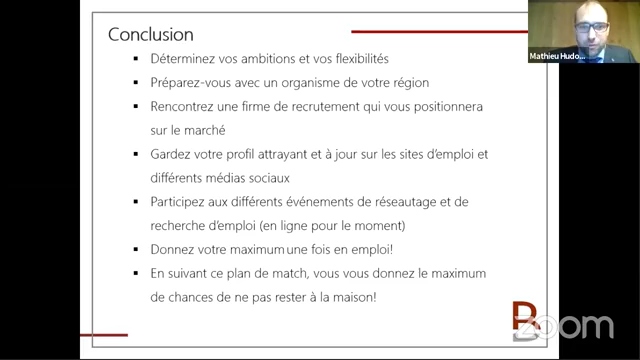 Conclusion
Déterminez vos ambitions et vos flexibilités
Préparez-vous avec un organisme de votre région
Rencontrez une firme de recrutement qui vous positionnera
sur le marché
Gardez votre profil attrayant et à jour sur les sites d'emploi et
différents médias sociaux
Participez aux différents événements de réseautage et de
recherche d'emploi (en ligne pour le moment)
Donnez votre maximum une fois en emploi!
En suivant ce plan de match, vous vous donnez le maximum
de chances de ne pas rester à la maison!
Mathieu Hudo...
R
zoom